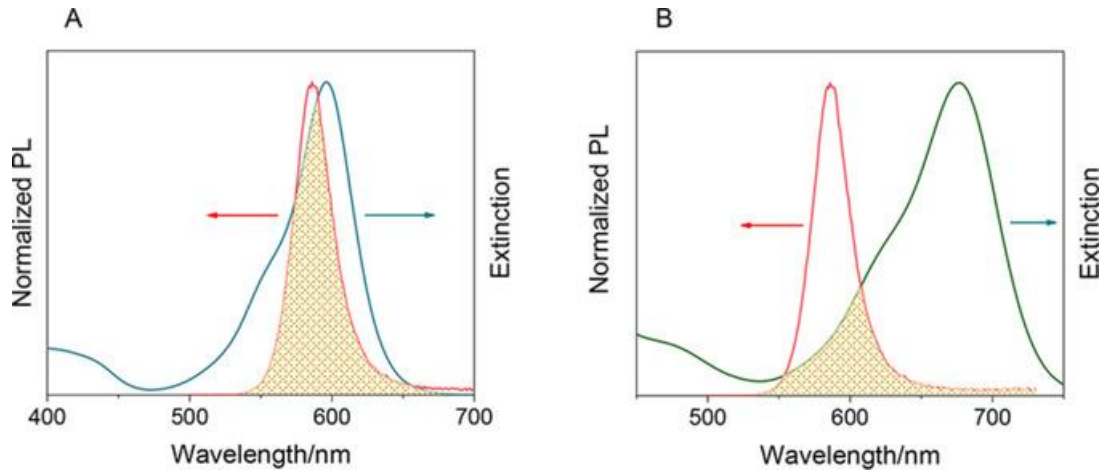 A
Normalized PL
Extinction
400
500
600
700
Wavelength/nm
B
Normalized PL
Extinction
500
600
700
Wavelength/nm